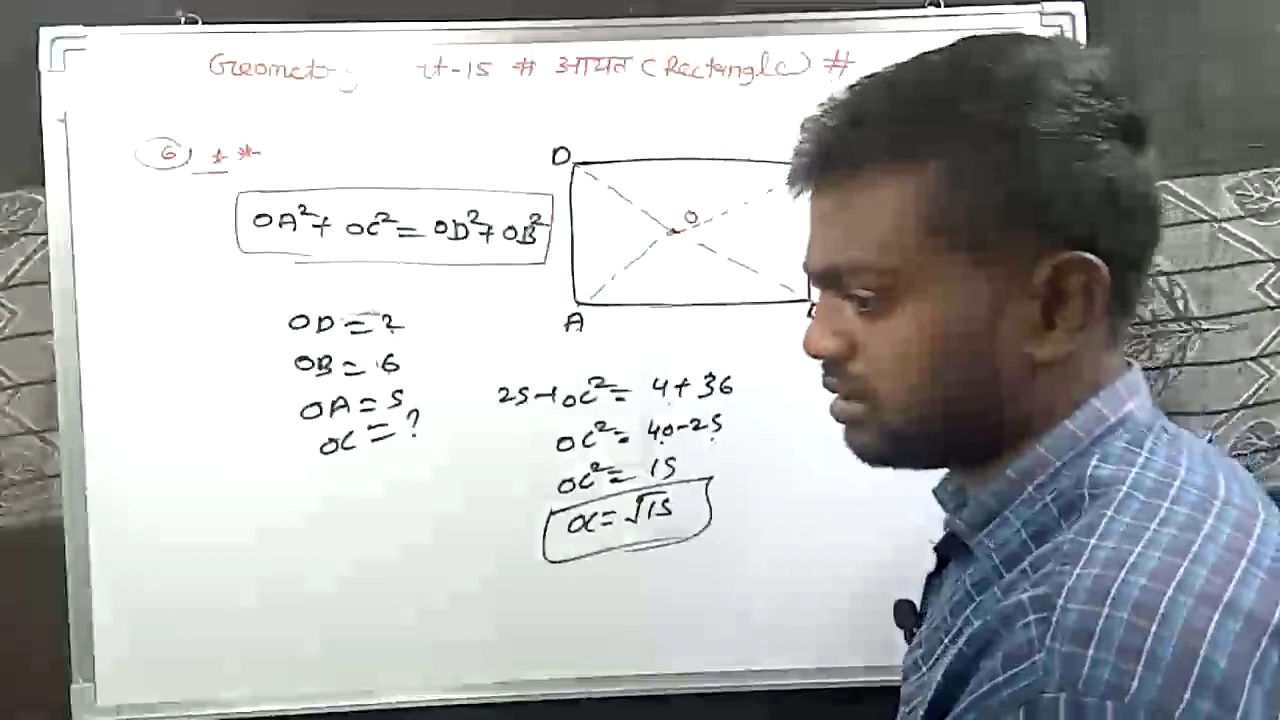 Geometry rt-15 # आयत (Rectangle) #
6) **
OA²+ OC² = OD²+ OB²
D
O
A
OD = 2
OB = 6
OA = 5
OC = ?
25+OC² = 4+36
OC² = 40-25
OC² = 15
OC = √15